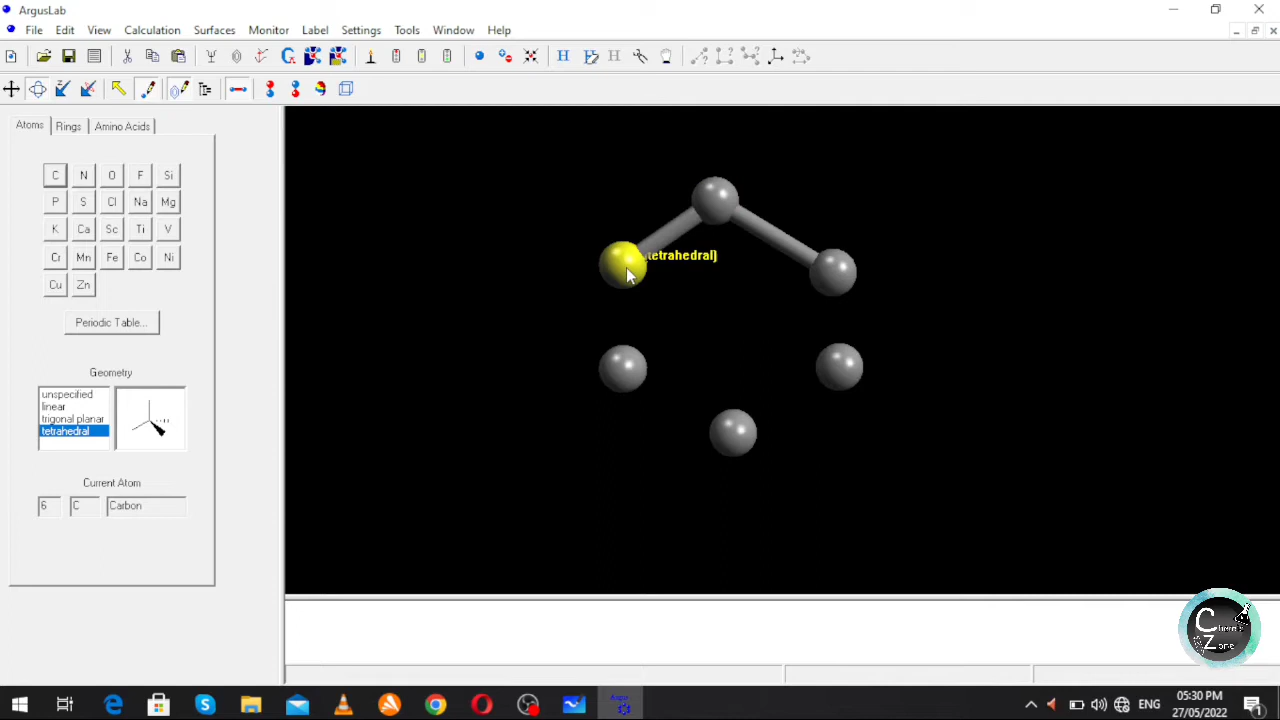 ArgusLab
File Edit View Calculation Surfaces Monitor Label Settings Tools Window Help
Atoms Rings Amino Acids
C N O F Si
P S Cl Na Mg
K Ca Sc Ti V
Cr Mn Fe Co Ni
Cu Zn
Periodic Table...
Geometry
unspecified
linear
trigonal planar
tetrahedral
Current Atom
6 C Carbon
tetrahedral)
Zone
ENG
05:30 PM
27/05/2022